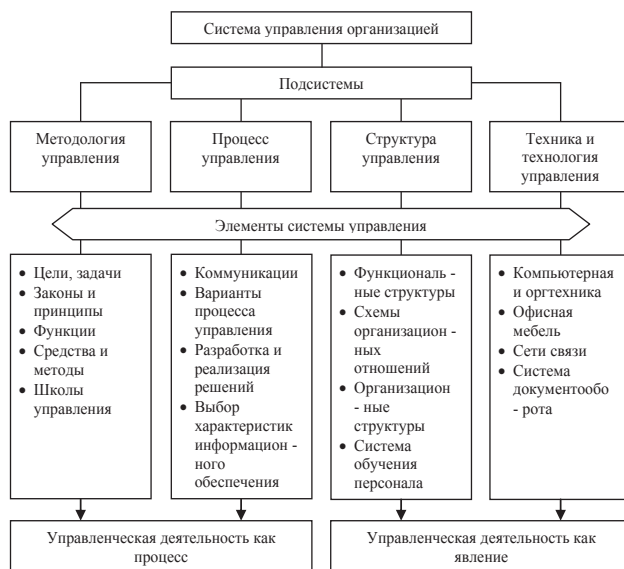 Система управления организацией
Подсистемы
Методология
управления
Процесс
управления
Структура
управления
Техника и
технология
управления
Элементы системы управления
• Цели, задачи
• Законы и
принципы
• Функции
• Средства и
методы
• Школы
управления
• Коммуникации
• Варианты
процесса
управления
• Разработка и
реализация
решений
• Выбор
характеристик
информацион -
ного
обеспечения
• Функциональ -
ные структуры
• Схемы
организацион -
ных
отношений
• Организацион
- ные
структуры
• Система
обучения
персонала
• Компьютерная
и оргтехника
• Офисная
мебель
• Сети связи
• Система
документообо
- рота
Управленческая деятельность как
процесс
Управленческая деятельность как
явление